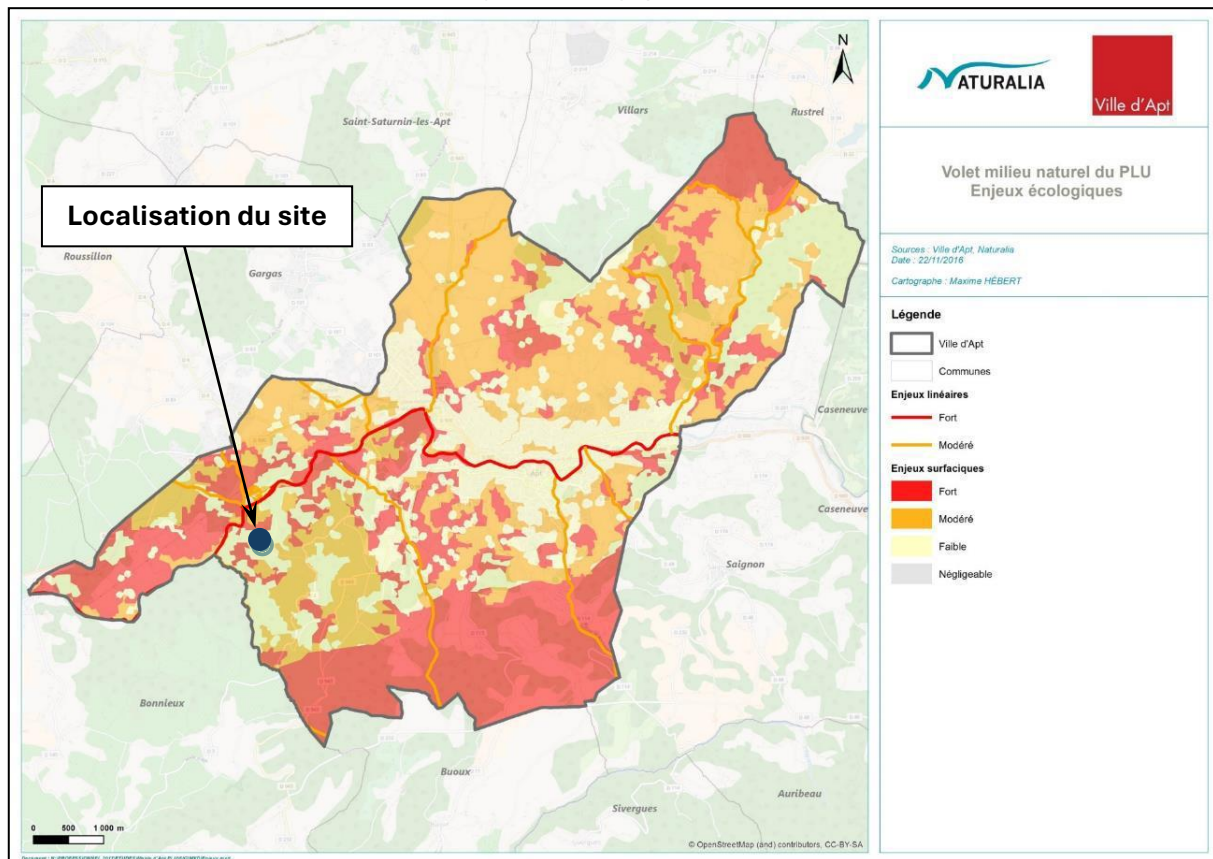 N
NATURALIA
Ville d'Apt
Volet milieu naturel du PLU
Enjeux écologiques
Sources : Ville d'Apt, Naturalia
Date : 22/11/2016
Cartographe : Maxime HÉBERT
Légende
Ville d'Apt
Communes
Enjeux linéaires
Fort
Modéré
Enjeux surfaciques
Fort
Modéré
Faible
Négligeable
Localisation du site
Saint-Saturnin-les-Apt
Villars
Rustrel
Roussillon
Gargas
Caseneuve
Apt
Caseneuve
Saignon
Bonnieux
Buoux
Sivergues
Auribeau
0 500 1 000 m
© OpenStreetMap (and) contributors, CC-BY-SA